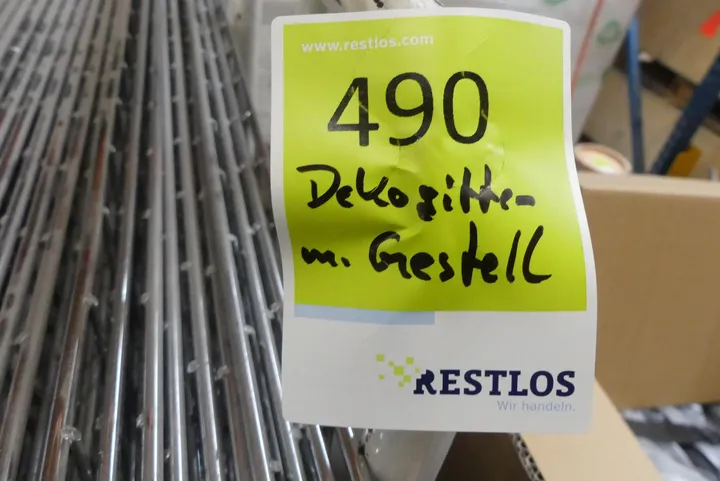 www.restlos.com
490
Dekogitter
m. Gestell
RESTLOS
Wir handeln.